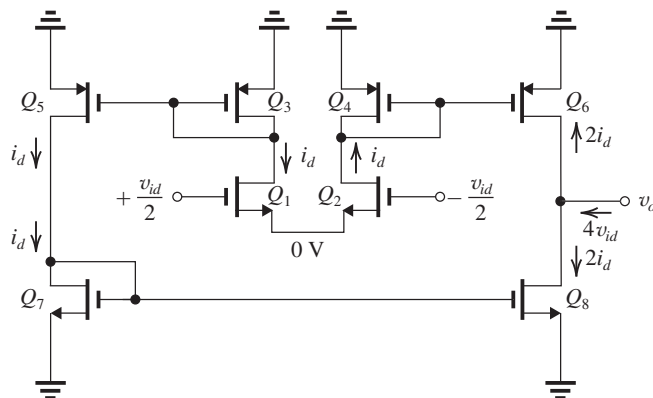 Q5 Q3 Q4 Q6
i_d i_d i_d 2i_d
+ v_id/2 Q1 Q2 − v_id/2 v_o
i_d 0 V 4v_id
2i_d
Q7 Q8